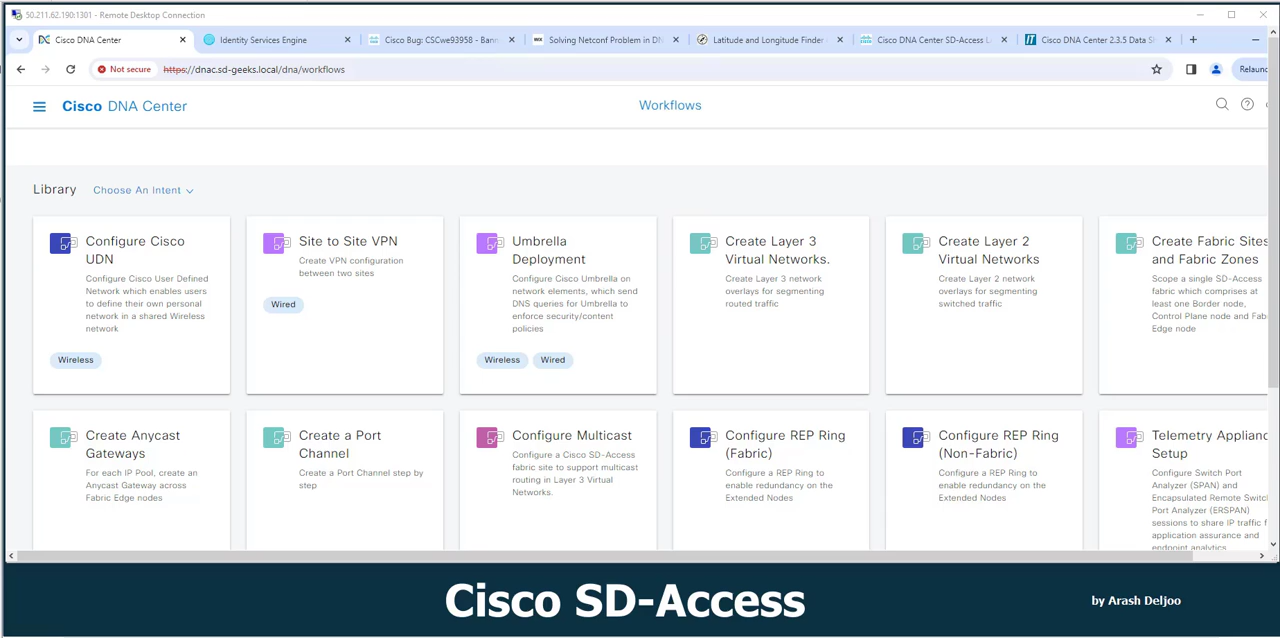 50.211.62.190:1301 - Remote Desktop Connection
Cisco DNA Center
Identity Services Engine
Cisco Bug: CSCwe93958 - Bann
Solving Netconf Problem in DN
Latitude and Longitude Finder
Cisco DNA Center SD-Access L
Cisco DNA Center 2.3.5 Data Sh
Not secure
https://dnac.sd-geeks.local/dna/workflows
Relaunc
Cisco DNA Center
Workflows
Library
Choose An Intent
Configure Cisco
UDN
Configure Cisco User Defined
Network which enables users
to define their own personal
network in a shared Wireless
network
Wireless
Site to Site VPN
Create VPN configuration
between two sites
Wired
Umbrella
Deployment
Configure Cisco Umbrella on
network elements, which send
DNS queries for Umbrella to
enforce security/content
policies
Wireless
Wired
Create Layer 3
Virtual Networks.
Create Layer 3 network
overlays for segmenting
routed traffic
Create Layer 2
Virtual Networks
Create Layer 2 network
overlays for segmenting
switched traffic
Create Fabric Sites
and Fabric Zones
Scope a single SD-Access
fabric which comprises at
least one Border node,
Control Plane node and Fab
Edge node
Create Anycast
Gateways
For each IP Pool, create an
Anycast Gateway across
Fabric Edge nodes
Create a Port
Channel
Create a Port Channel step by
step
Configure Multicast
Configure a Cisco SD-Access
fabric site to support multicast
routing in Layer 3 Virtual
Networks.
Configure REP Ring
(Fabric)
Configure a REP Ring to
enable redundancy on the
Extended Nodes
Configure REP Ring
(Non-Fabric)
Configure a REP Ring to
enable redundancy on the
Extended Nodes
Telemetry Applianc
Setup
Configure Switch Port
Analyzer (SPAN) and
Encapsulated Remote Switc
Port Analyzer (ERSPAN)
sessions to share IP traffic f
application assurance and
endpoint analytics
Cisco SD-Access
by Arash Deljoo